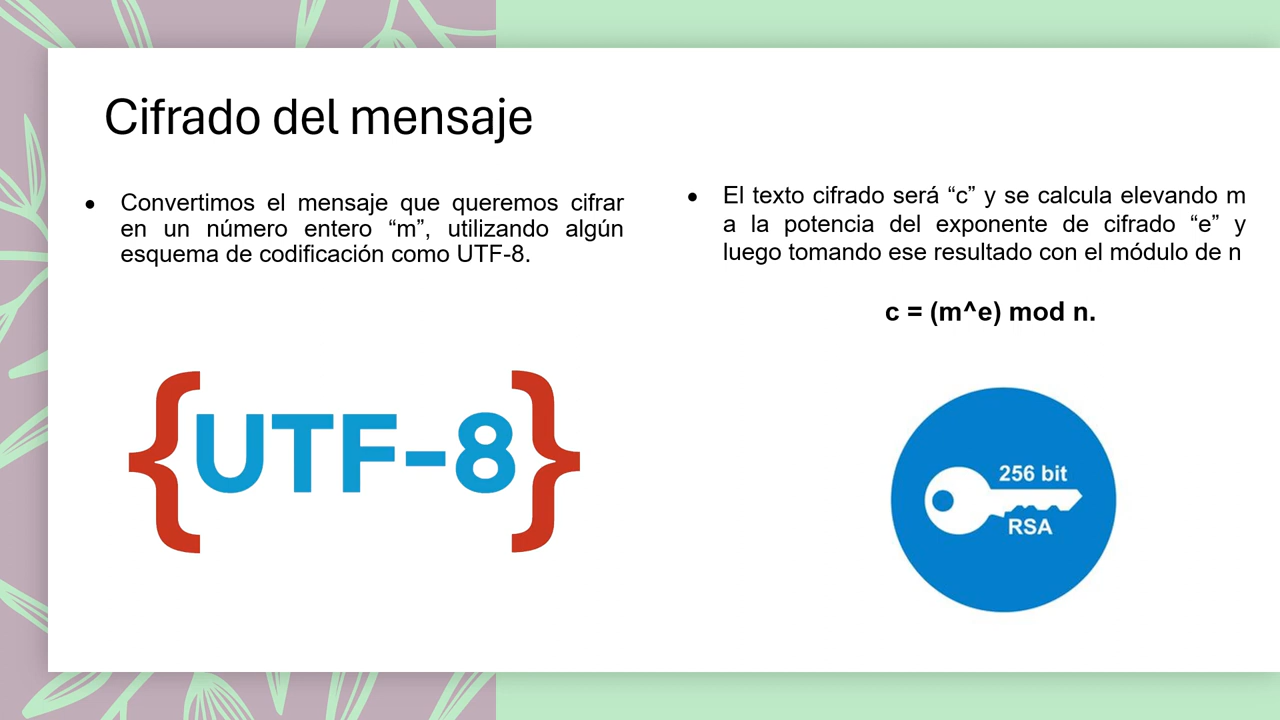 Cifrado del mensaje
• Convertimos el mensaje que queremos cifrar
en un número entero “m”, utilizando algún
esquema de codificación como UTF-8.
• El texto cifrado será “c” y se calcula elevando m
a la potencia del exponente de cifrado “e” y
luego tomando ese resultado con el módulo de n
c = (m^e) mod n.
{UTF-8}
256 bit
RSA